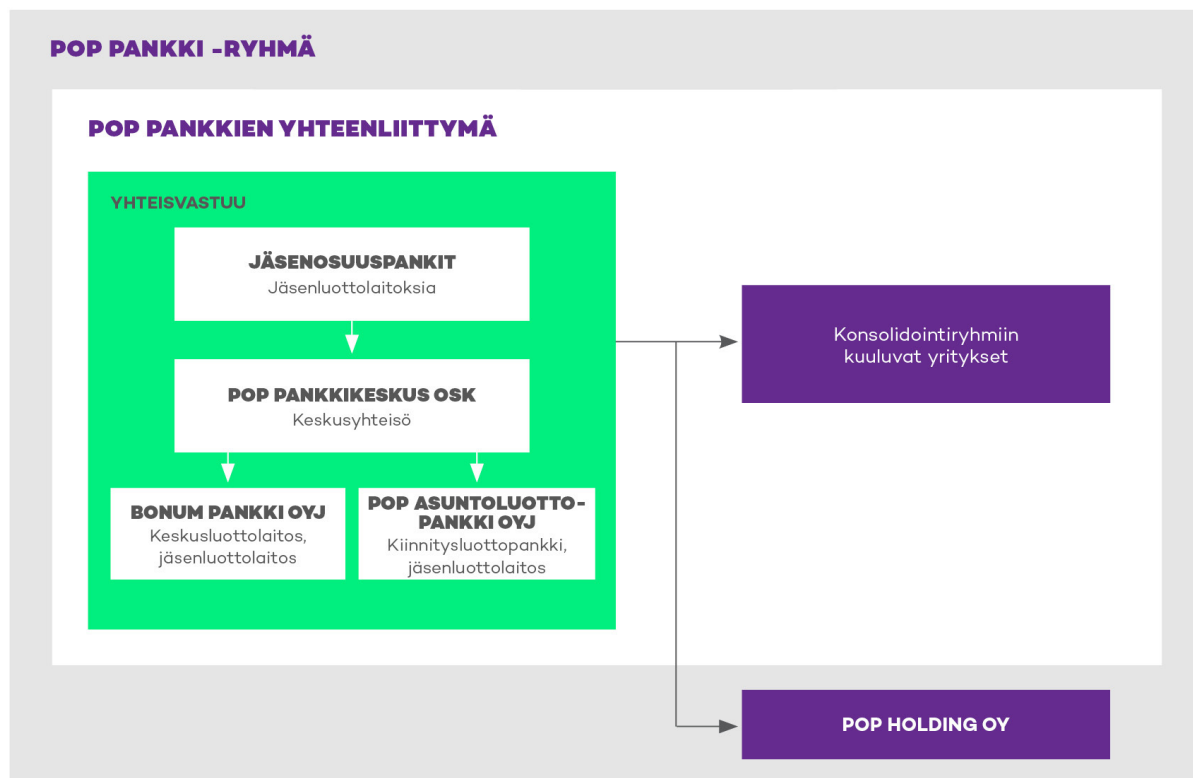 POP PANKKI -RYHMÄ
POP PANKKIEN YHTEENLIITTYMÄ
YHTEISVASTUU
JÄSENOSUUSPANKIT
Jäsenluottolaitoksia
POP PANKKIKESKUS OSK
Keskusyhteisö
BONUM PANKKI OYJ
Keskusluottolaitos,
jäsenluottolaitos
POP ASUNTOLUOTTO-
PANKKI OYJ
Kiinnitysluottopankki,
jäsenluottolaitos
Konsolidointiryhmiin
kuuluvat yritykset
POP HOLDING OY